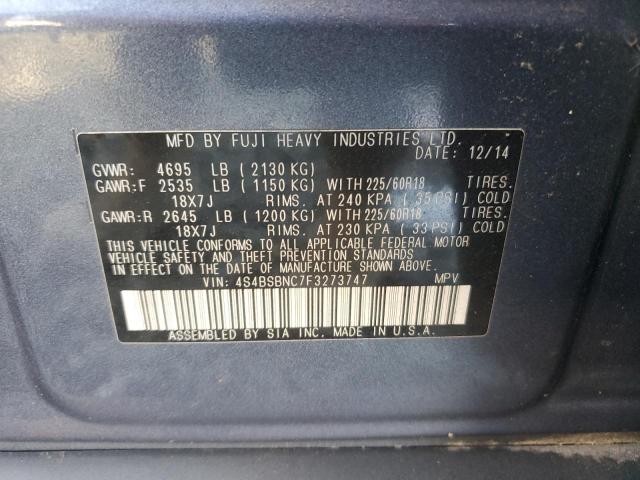 MFD BY FUJI HEAVY INDUSTRIES LTD.
DATE: 12/14
GVWR: 4695 LB ( 2130 KG)
GAWR:F 2535 LB ( 1150 KG) WITH 225/60R18 TIRES.
18X7J RIMS. AT 240 KPA ( 35 PSI) COLD
GAWR:R 2645 LB ( 1200 KG) WITH 225/60R18 TIRES.
18X7J RIMS. AT 230 KPA ( 33 PSI) COLD
THIS VEHICLE CONFORMS TO ALL APPLICABLE FEDERAL MOTOR
VEHICLE SAFETY AND THEFT PREVENTION STANDARDS IN EFFECT
ON THE DATE OF MANUFACTURE SHOWN ABOVE.
VIN: 4S4BSBNC7F3273747 MPV
ASSEMBLED BY SIA INC. MADE IN U.S.A.